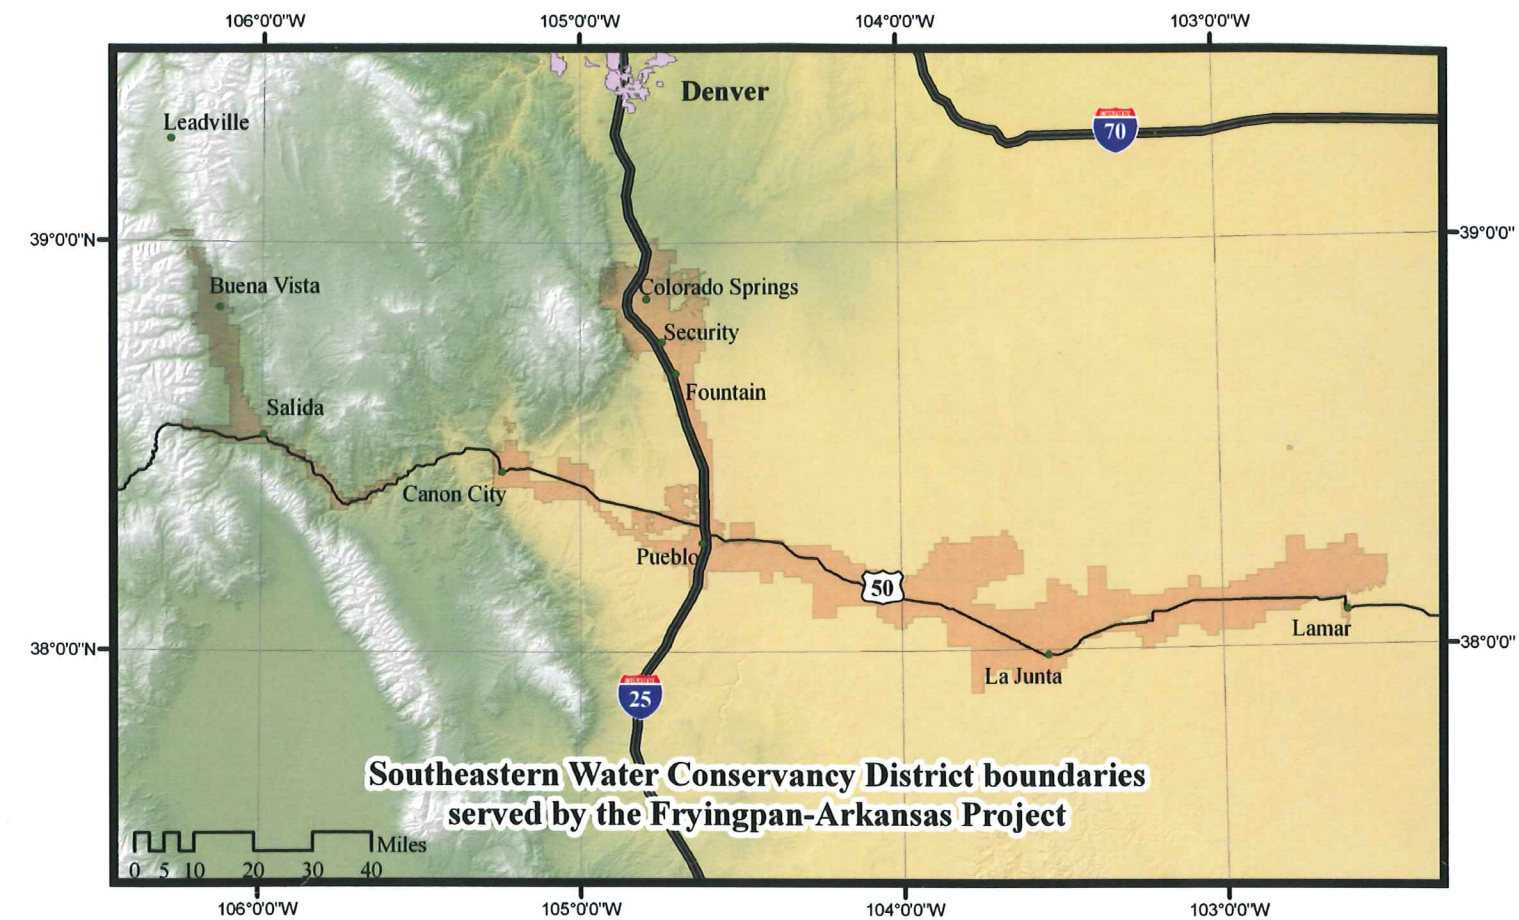 106°0'0"W 105°0'0"W 104°0'0"W 103°0'0"W
Denver
Leadville
INTERSTATE
70
39°0'0"N 39°0'0"
Buena Vista
Colorado Springs
Security
Fountain
Salida
Canon City
Pueblo
50
Lamar
38°0'0"N 38°0'0"
La Junta
INTERSTATE
25
Southeastern Water Conservancy District boundaries
served by the Fryingpan-Arkansas Project
Miles
0 5 10 20 30 40
106°0'0"W 105°0'0"W 104°0'0"W 103°0'0"W